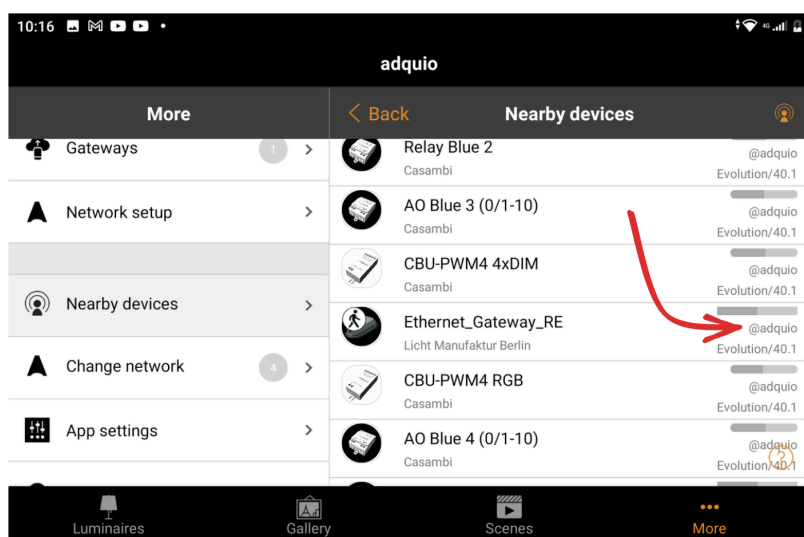 10:16
4G
adquio
More
Back
Nearby devices
Gateways
1
Network setup
Nearby devices
Change network
4
App settings
Relay Blue 2
Casambi
@adquio
Evolution/40.1
AO Blue 3 (0/1-10)
Casambi
@adquio
Evolution/40.1
CBU-PWM4 4xDIM
Casambi
@adquio
Evolution/40.1
Ethernet_Gateway_RE
Licht Manufaktur Berlin
@adquio
Evolution/40.1
CBU-PWM4 RGB
Casambi
@adquio
Evolution/40.1
AO Blue 4 (0/1-10)
Casambi
@adquio
Evolution/40.1
?
Luminaires
Gallery
Scenes
More